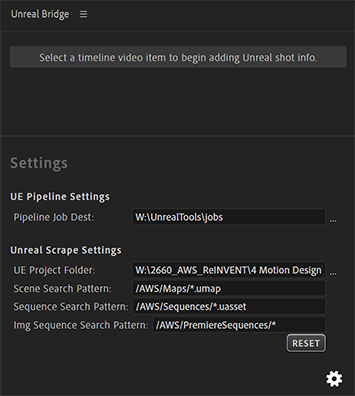 Unreal Bridge
Select a timeline video item to begin adding Unreal shot info.
Settings
UE Pipeline Settings
Pipeline Job Dest: W:\UnrealTools\jobs ...
Unreal Scrape Settings
UE Project Folder: W:\2660_AWS_ReINVENT\4 Motion Design ...
Scene Search Pattern: /AWS/Maps/*.umap
Sequence Search Pattern: /AWS/Sequences/*.uasset
Img Sequence Search Pattern: /AWS/PremiereSequences/*
RESET